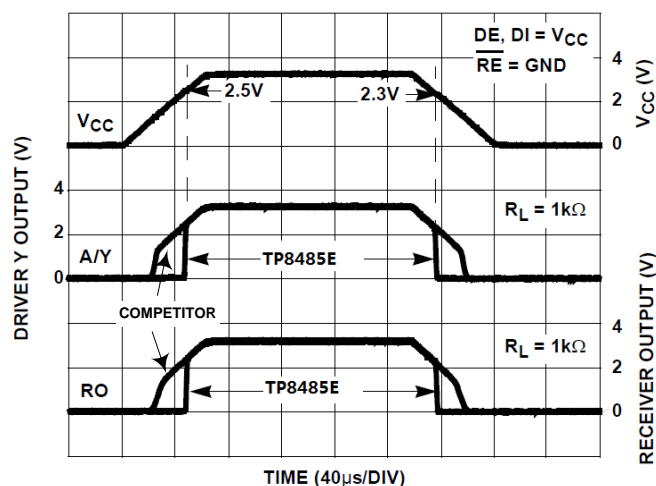 DE, DI = VCC
RE = GND
4
2.5V
2.3V
2
VCC
0
VCC (V)
DRIVER Y OUTPUT (V)
4
RL = 1kΩ
2
A/Y
TP8485E
0
COMPETITOR
4
RL = 1kΩ
2
RO
TP8485E
0
RECEIVER OUTPUT (V)
TIME (40µs/DIV)